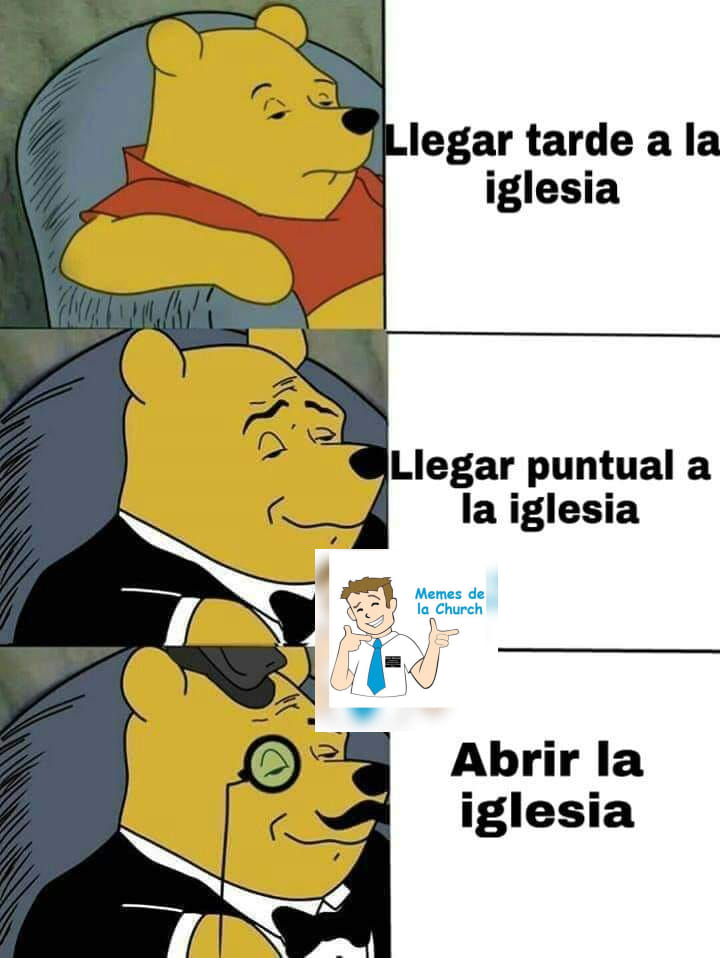 Llegar tarde a la
iglesia
Llegar puntual a
la iglesia
Memes de
la Church
Abrir la
iglesia